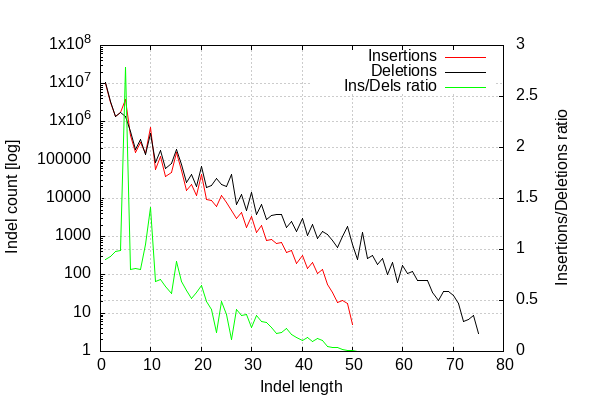 Insertions
Deletions
Ins/Dels ratio
1x10^8
1x10^7
1x10^6
100000
10000
1000
100
10
1
3
2.5
2
1.5
1
0.5
0
0 10 20 30 40 50 60 70 80
Indel length
Indel count [log]
Insertions/Deletions ratio